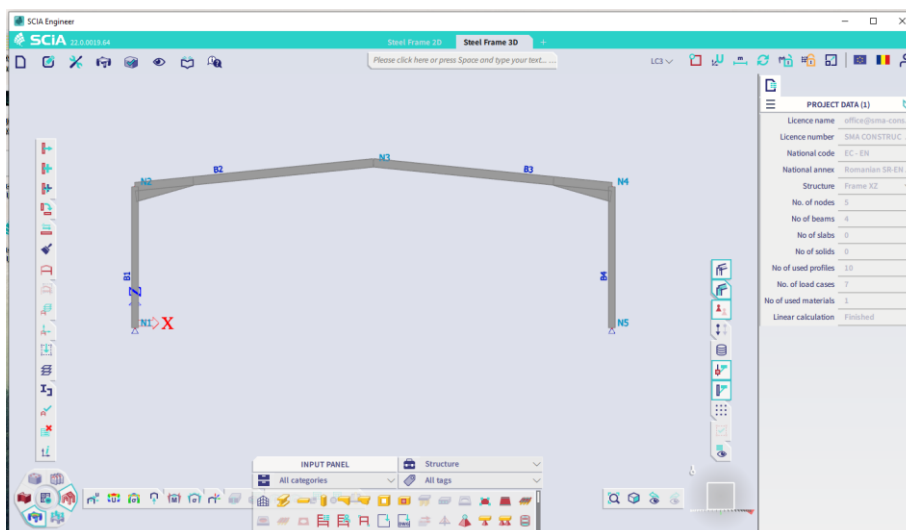 SCIA Engineer
SCIA 22.0.0019.64
Steel Frame 2D Steel Frame 3D +
Please click here or press Space and type your text... ...
LC3
PROJECT DATA (1)
Licence name office@sma-cons
Licence number SMA CONSTRUC
National code EC - EN
National annex Romanian SR-EN
Structure Frame XZ
No. of nodes 5
No of beams 4
No of slabs 0
No of solids 0
No of used profiles 10
No. of load cases 7
No of used materials 1
Linear calculation Finished
N3
B2
B3
N2
N4
B1
B4
Z
N1 X
N5
INPUT PANEL
Structure
All categories
All tags